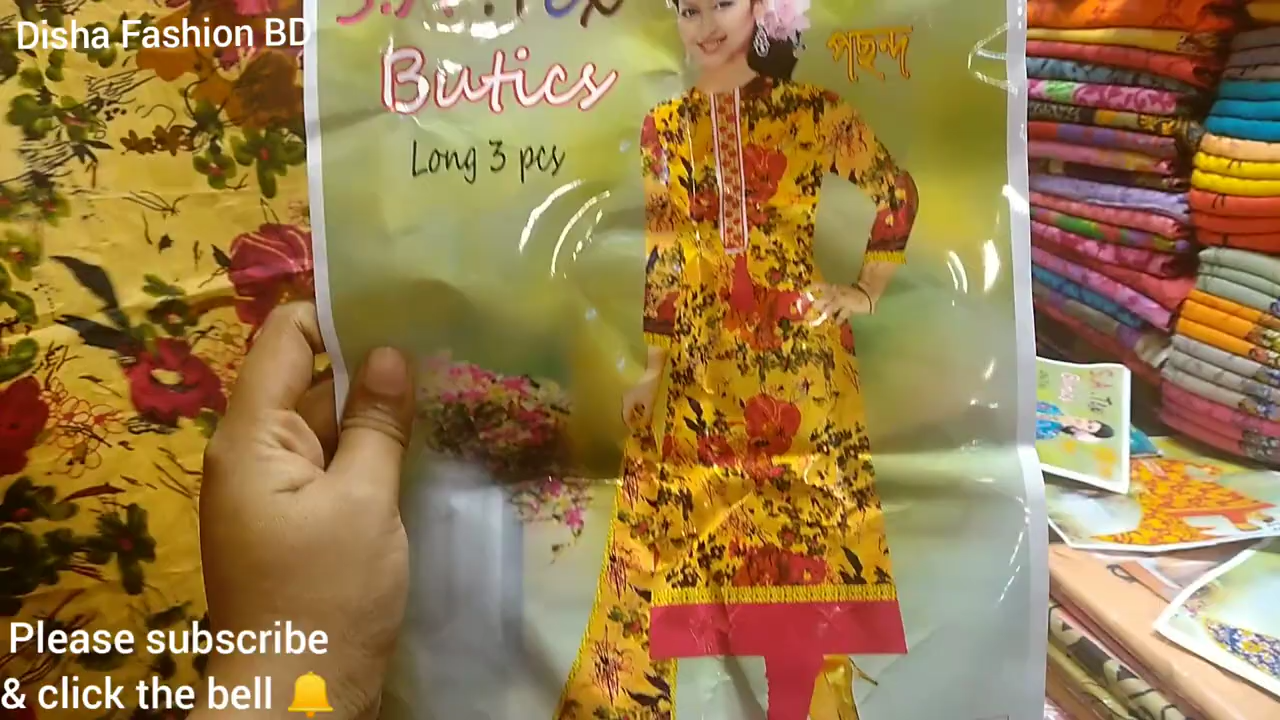 Disha Fashion BD
Butics
পছন্দ
Long 3 pcs
Please subscribe
& click the bell 🔔